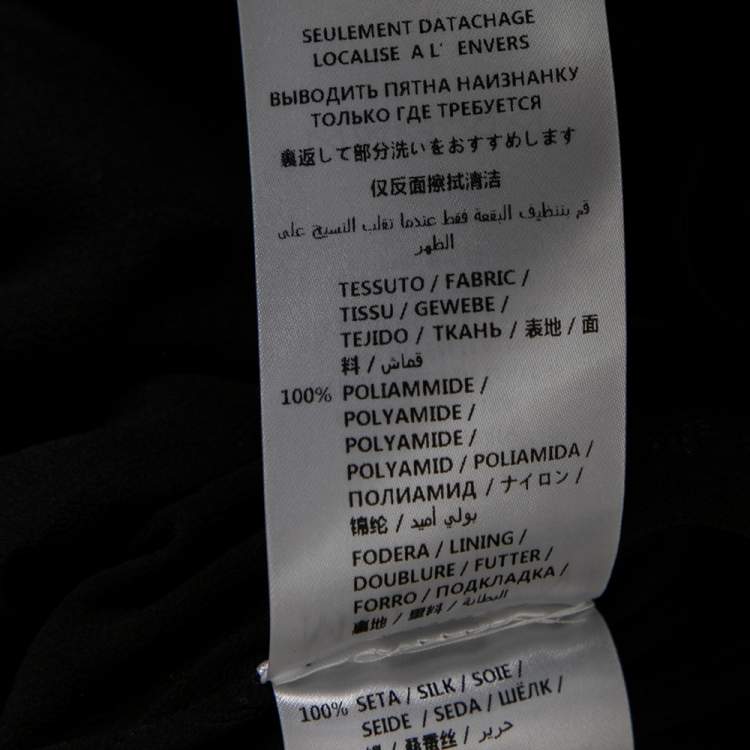 SEULEMENT DATACHAGE
LOCALISE A L' ENVERS
ВЫВОДИТЬ ПЯТНА НАИЗНАНКУ
ТОЛЬКО ГДЕ ТРЕБУЕТСЯ
裏返して部分洗いをおすすめします
仅反面擦拭清洁
قم بتنظيف البقعة فقط عندما تقلب النسيج على
الظهر
TESSUTO / FABRIC /
TISSU / GEWEBE /
TEJIDO / ТКАНЬ / 表地 / 面
料 / قماش
100% POLIAMMIDE /
POLYAMIDE /
POLYAMIDE /
POLYAMID / POLIAMIDA /
ПОЛИАМИД / ナイロン /
锦纶 / بولي أميد
FODERA / LINING /
DOUBLURE / FUTTER /
FORRO / ПОДКЛАДКА /
裏地 / 里料 / البطانة
100% SETA / SILK / SOIE /
SEIDE / SEDA / ШЁЛК /
/ حرير